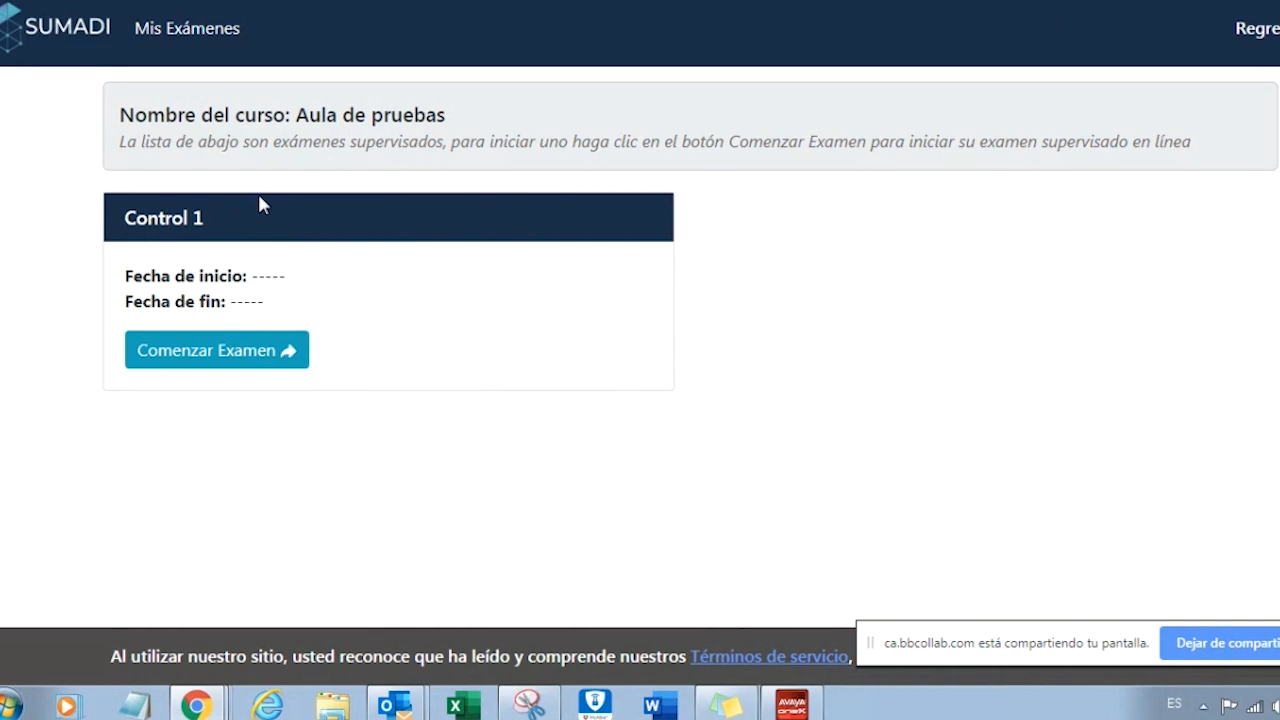 SUMADI Mis Exámenes Regre
Nombre del curso: Aula de pruebas
La lista de abajo son exámenes supervisados, para iniciar uno haga clic en el botón Comenzar Examen para iniciar su examen supervisado en línea
Control 1
Fecha de inicio: -----
Fecha de fin: -----
Comenzar Examen
Al utilizar nuestro sitio, usted reconoce que ha leído y comprende nuestros Términos de servicio,
ca.bbcollab.com está compartiendo tu pantalla. Dejar de comparti
AVAYA
ES